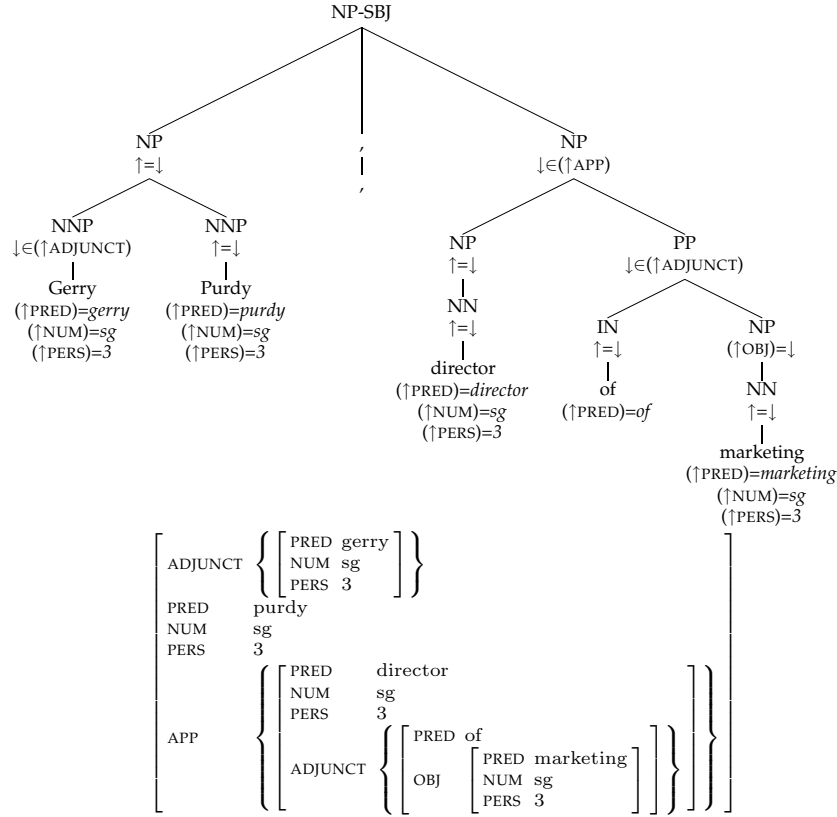 NP-SBJ
NP , NP
↑=↓ ↓∈(↑APP)
,
NNP NNP NP PP
↓∈(↑ADJUNCT) ↑=↓ ↑=↓ ↓∈(↑ADJUNCT)
Gerry Purdy NN IN NP
(↑PRED)=gerry (↑PRED)=purdy ↑=↓ ↑=↓ (↑OBJ)=↓
(↑NUM)=sg (↑NUM)=sg
(↑PERS)=3 (↑PERS)=3
director of NN
(↑PRED)=director (↑PRED)=of ↑=↓
(↑NUM)=sg
(↑PERS)=3
marketing
(↑PRED)=marketing
(↑NUM)=sg
(↑PERS)=3
PRED gerry
ADJUNCT NUM sg
PERS 3
PRED purdy
NUM sg
PERS 3
PRED director
NUM sg
PERS 3
APP PRED of
ADJUNCT PRED marketing
OBJ NUM sg
PERS 3